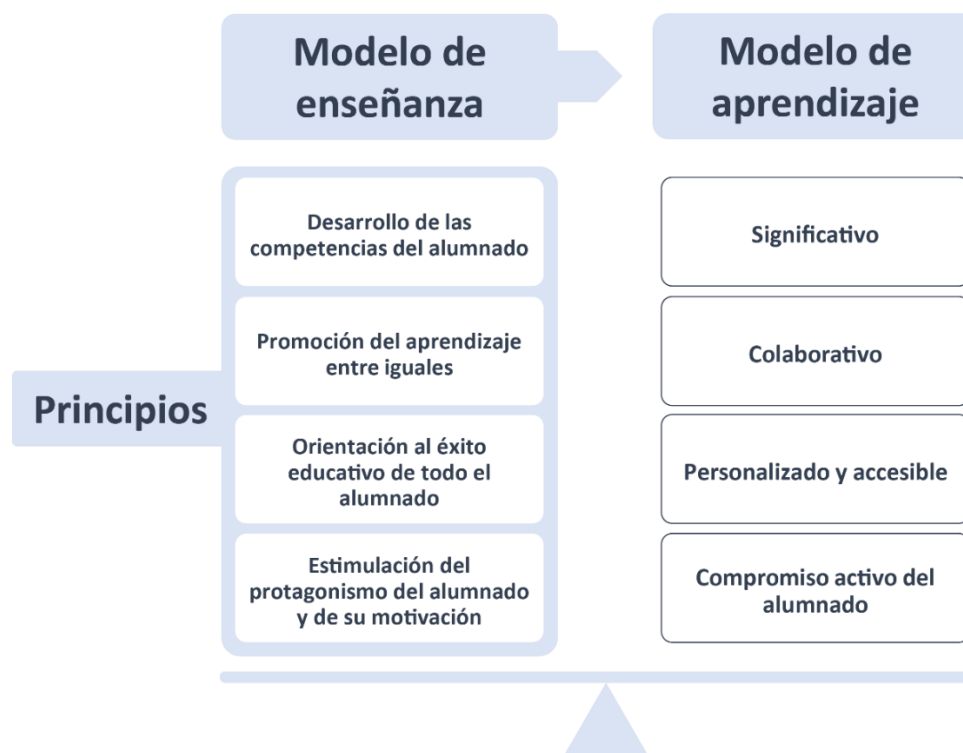 Modelo de
enseñanza
Modelo de
aprendizaje
Principios
Desarrollo de las
competencias del alumnado
Significativo
Promoción del aprendizaje
entre iguales
Colaborativo
Orientación al éxito
educativo de todo el
alumnado
Personalizado y accesible
Estimulación del
protagonismo del alumnado
y de su motivación
Compromiso activo del
alumnado